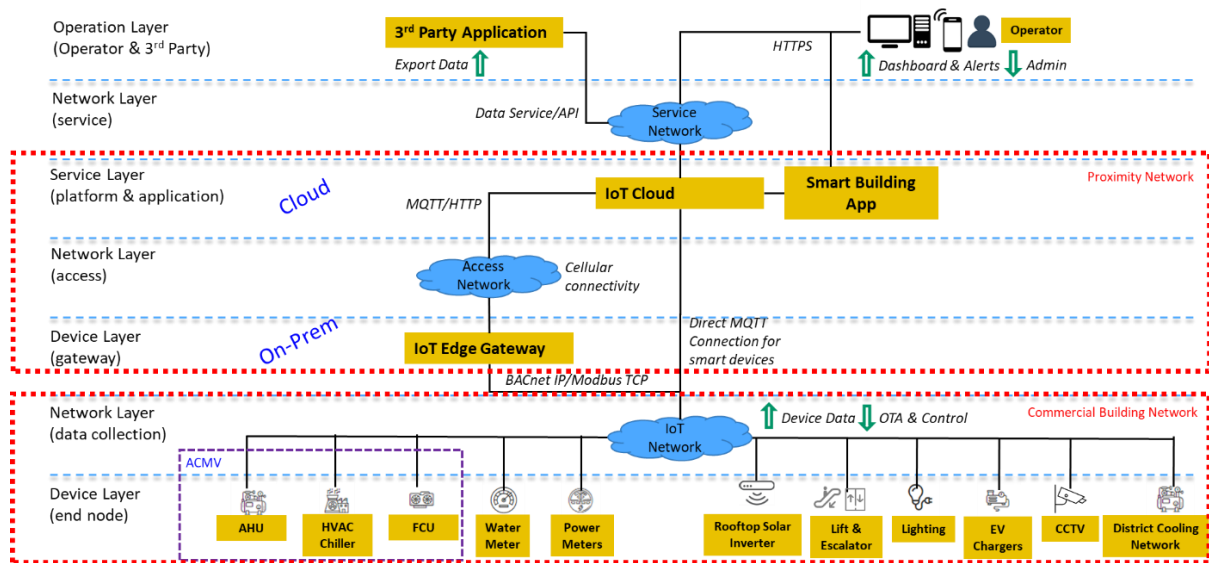 Operation Layer
(Operator & 3rd Party)
3rd Party Application
Export Data
HTTPS
Operator
Dashboard & Alerts
Admin
Network Layer
(service)
Data Service/API
Service
Network
Service Layer
(platform & application)
Cloud
MQTT/HTTP
IoT Cloud
Smart Building
App
Proximity Network
Network Layer
(access)
Access
Network
Cellular
connectivity
Device Layer
(gateway)
On-Prem
IoT Edge Gateway
Direct MQTT
Connection for
smart devices
BACnet IP/Modbus TCP
Network Layer
(data collection)
IoT
Network
Device Data
OTA & Control
Commercial Building Network
ACMV
Device Layer
(end node)
AHU
HVAC
Chiller
FCU
Water
Meter
Power
Meters
Rooftop Solar
Inverter
Lift &
Escalator
Lighting
EV
Chargers
CCTV
District Cooling
Network